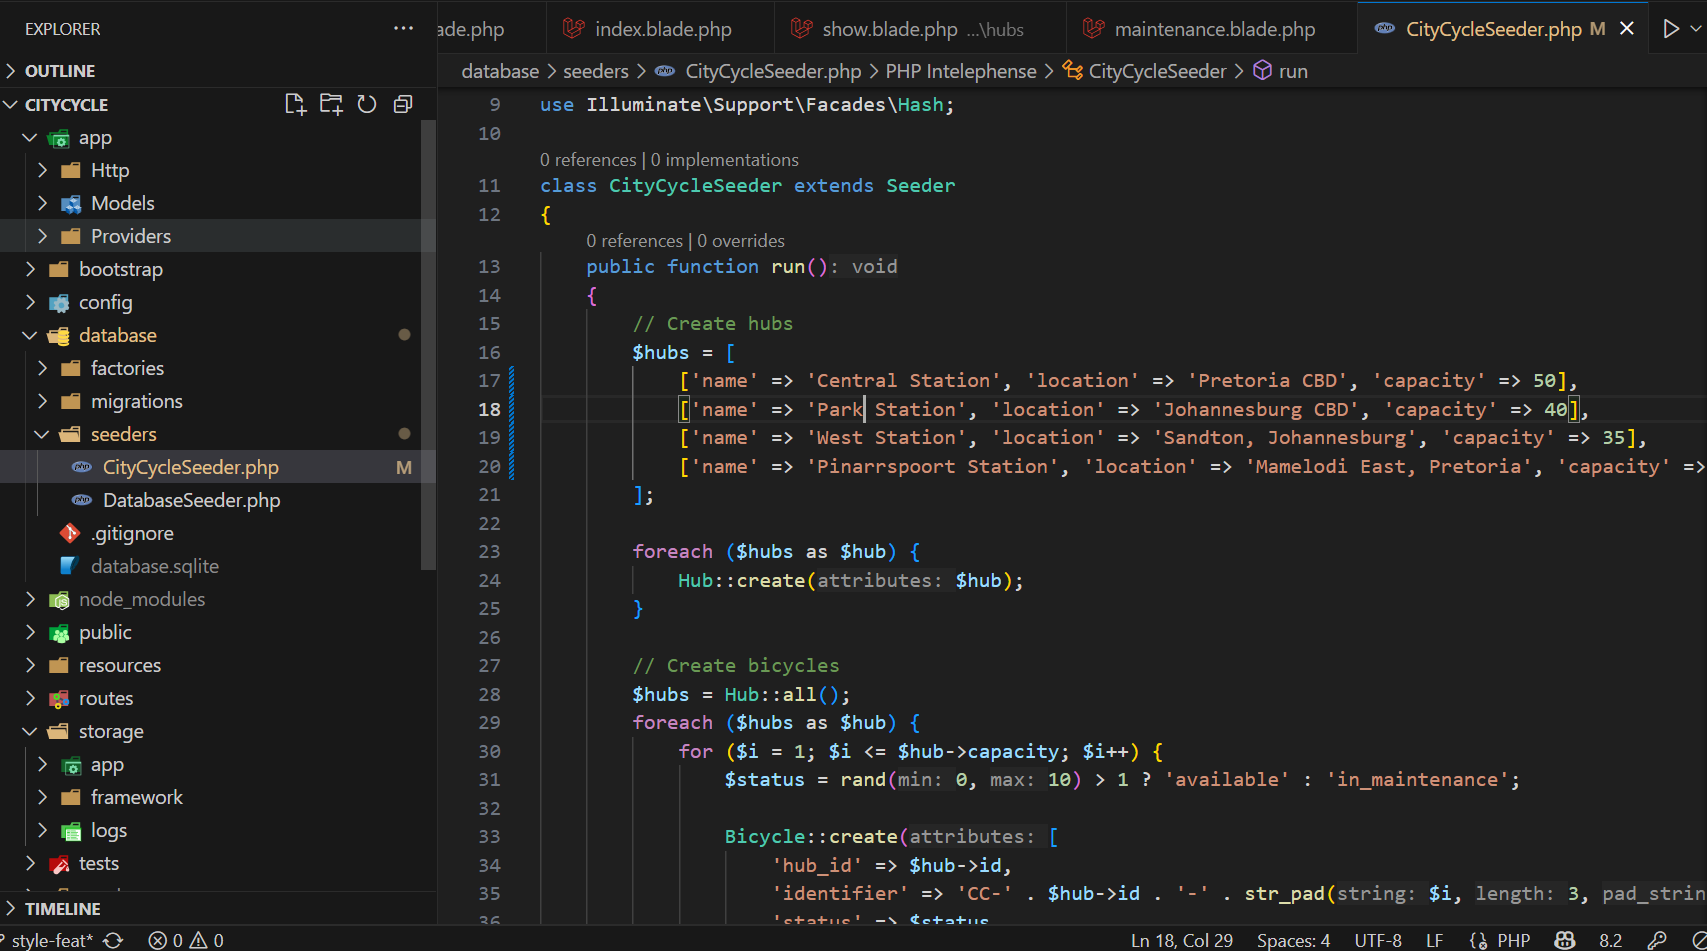 EXPLORER
OUTLINE
CITYCYCLE
app
Http
Models
Providers
bootstrap
config
database
factories
migrations
seeders
CityCycleSeeder.php M
DatabaseSeeder.php
.gitignore
database.sqlite
node_modules
public
resources
routes
storage
app
framework
logs
tests
TIMELINE
ade.php index.blade.php show.blade.php ...\hubs maintenance.blade.php CityCycleSeeder.php M
database > seeders > CityCycleSeeder.php > PHP Intelephense > CityCycleSeeder > run
9 use Illuminate\Support\Facades\Hash;
10
0 references | 0 implementations
11 class CityCycleSeeder extends Seeder
12 {
0 references | 0 overrides
13 public function run(): void
14 {
15 // Create hubs
16 $hubs = [
17 ['name' => 'Central Station', 'location' => 'Pretoria CBD', 'capacity' => 50],
18 ['name' => 'Park Station', 'location' => 'Johannesburg CBD', 'capacity' => 40],
19 ['name' => 'West Station', 'location' => 'Sandton, Johannesburg', 'capacity' => 35],
20 ['name' => 'Pinarrspoort Station', 'location' => 'Mamelodi East, Pretoria', 'capacity' =>
21 ];
22
23 foreach ($hubs as $hub) {
24 Hub::create(attributes: $hub);
25 }
26
27 // Create bicycles
28 $hubs = Hub::all();
29 foreach ($hubs as $hub) {
30 for ($i = 1; $i <= $hub->capacity; $i++) {
31 $status = rand(min: 0, max: 10) > 1 ? 'available' : 'in_maintenance';
32
33 Bicycle::create(attributes: [
34 'hub_id' => $hub->id,
35 'identifier' => 'CC-' . $hub->id . '-' . str_pad(string: $i, length: 3, pad_strin
36 'status' => $status
style-feat* 0 0 Ln 18, Col 29 Spaces: 4 UTF-8 LF PHP 8.2